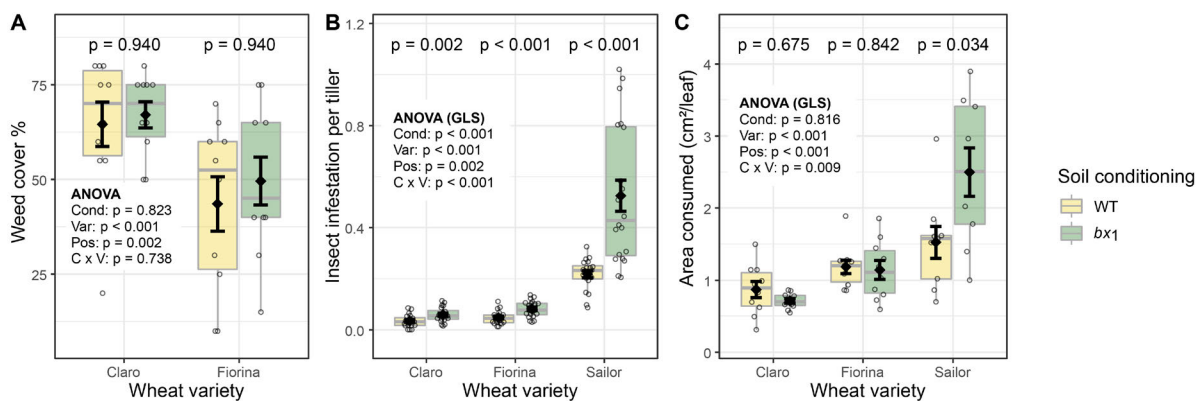 A
p = 0.940
p = 0.940
Weed cover %
75
50
25
ANOVA
Cond: p = 0.823
Var: p < 0.001
Pos: p = 0.002
C x V: p = 0.738
Claro
Fiorina
Wheat variety
B
p = 0.002
p < 0.001
p < 0.001
Insect infestation per tiller
1.2
0.8
0.4
0.0
ANOVA (GLS)
Cond: p < 0.001
Var: p < 0.001
Pos: p = 0.002
C x V: p < 0.001
Claro
Fiorina
Sailor
Wheat variety
C
p = 0.675
p = 0.842
p = 0.034
Area consumed (cm²/leaf)
4
3
2
1
0
ANOVA (GLS)
Cond: p = 0.816
Var: p < 0.001
Pos: p < 0.001
C x V: p = 0.009
Claro
Fiorina
Sailor
Wheat variety
Soil conditioning
WT
bx1